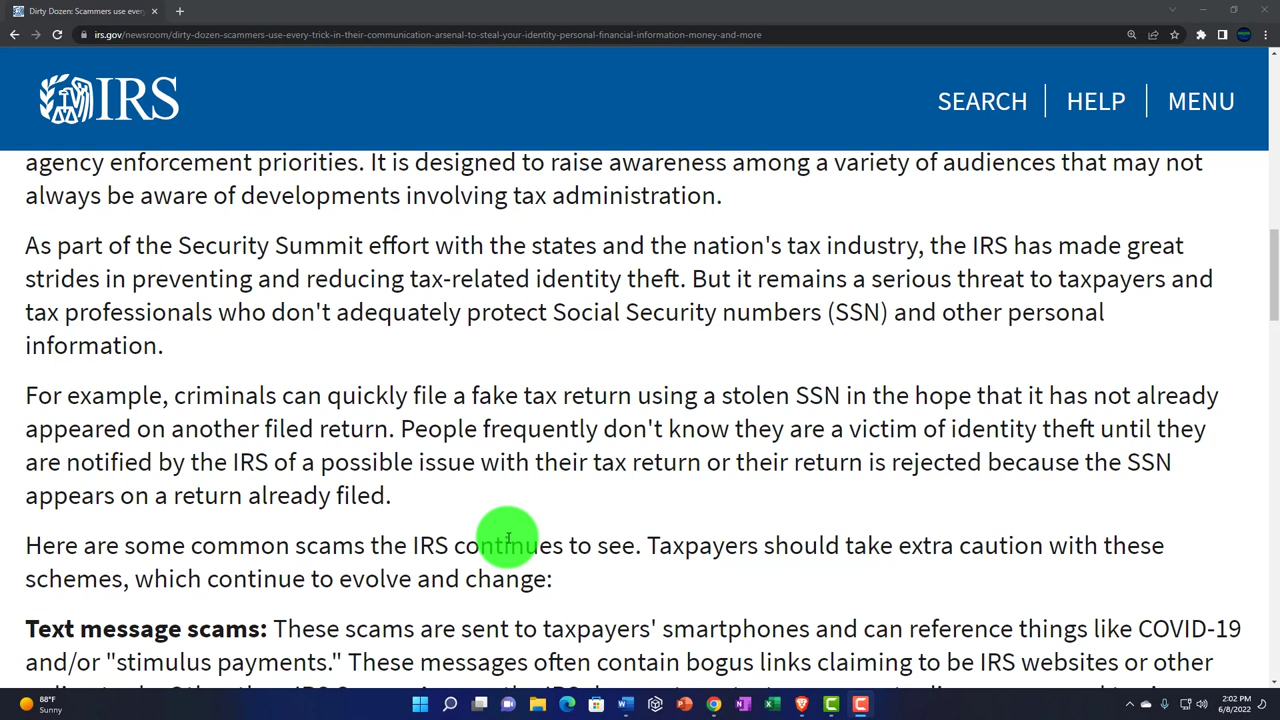 Dirty Dozen: Scammers use every
irs.gov/newsroom/dirty-dozen-scammers-use-every-trick-in-their-communication-arsenal-to-steal-your-identity-personal-financial-information-money-and-more
IRS
SEARCH
HELP
MENU
agency enforcement priorities. It is designed to raise awareness among a variety of audiences that may not
always be aware of developments involving tax administration.
As part of the Security Summit effort with the states and the nation's tax industry, the IRS has made great
strides in preventing and reducing tax-related identity theft. But it remains a serious threat to taxpayers and
tax professionals who don't adequately protect Social Security numbers (SSN) and other personal
information.
For example, criminals can quickly file a fake tax return using a stolen SSN in the hope that it has not already
appeared on another filed return. People frequently don't know they are a victim of identity theft until they
are notified by the IRS of a possible issue with their tax return or their return is rejected because the SSN
appears on a return already filed.
Here are some common scams the IRS continues to see. Taxpayers should take extra caution with these
schemes, which continue to evolve and change:
Text message scams: These scams are sent to taxpayers' smartphones and can reference things like COVID-19
and/or "stimulus payments." These messages often contain bogus links claiming to be IRS websites or other
88°F
Sunny
2:02 PM
6/8/2022